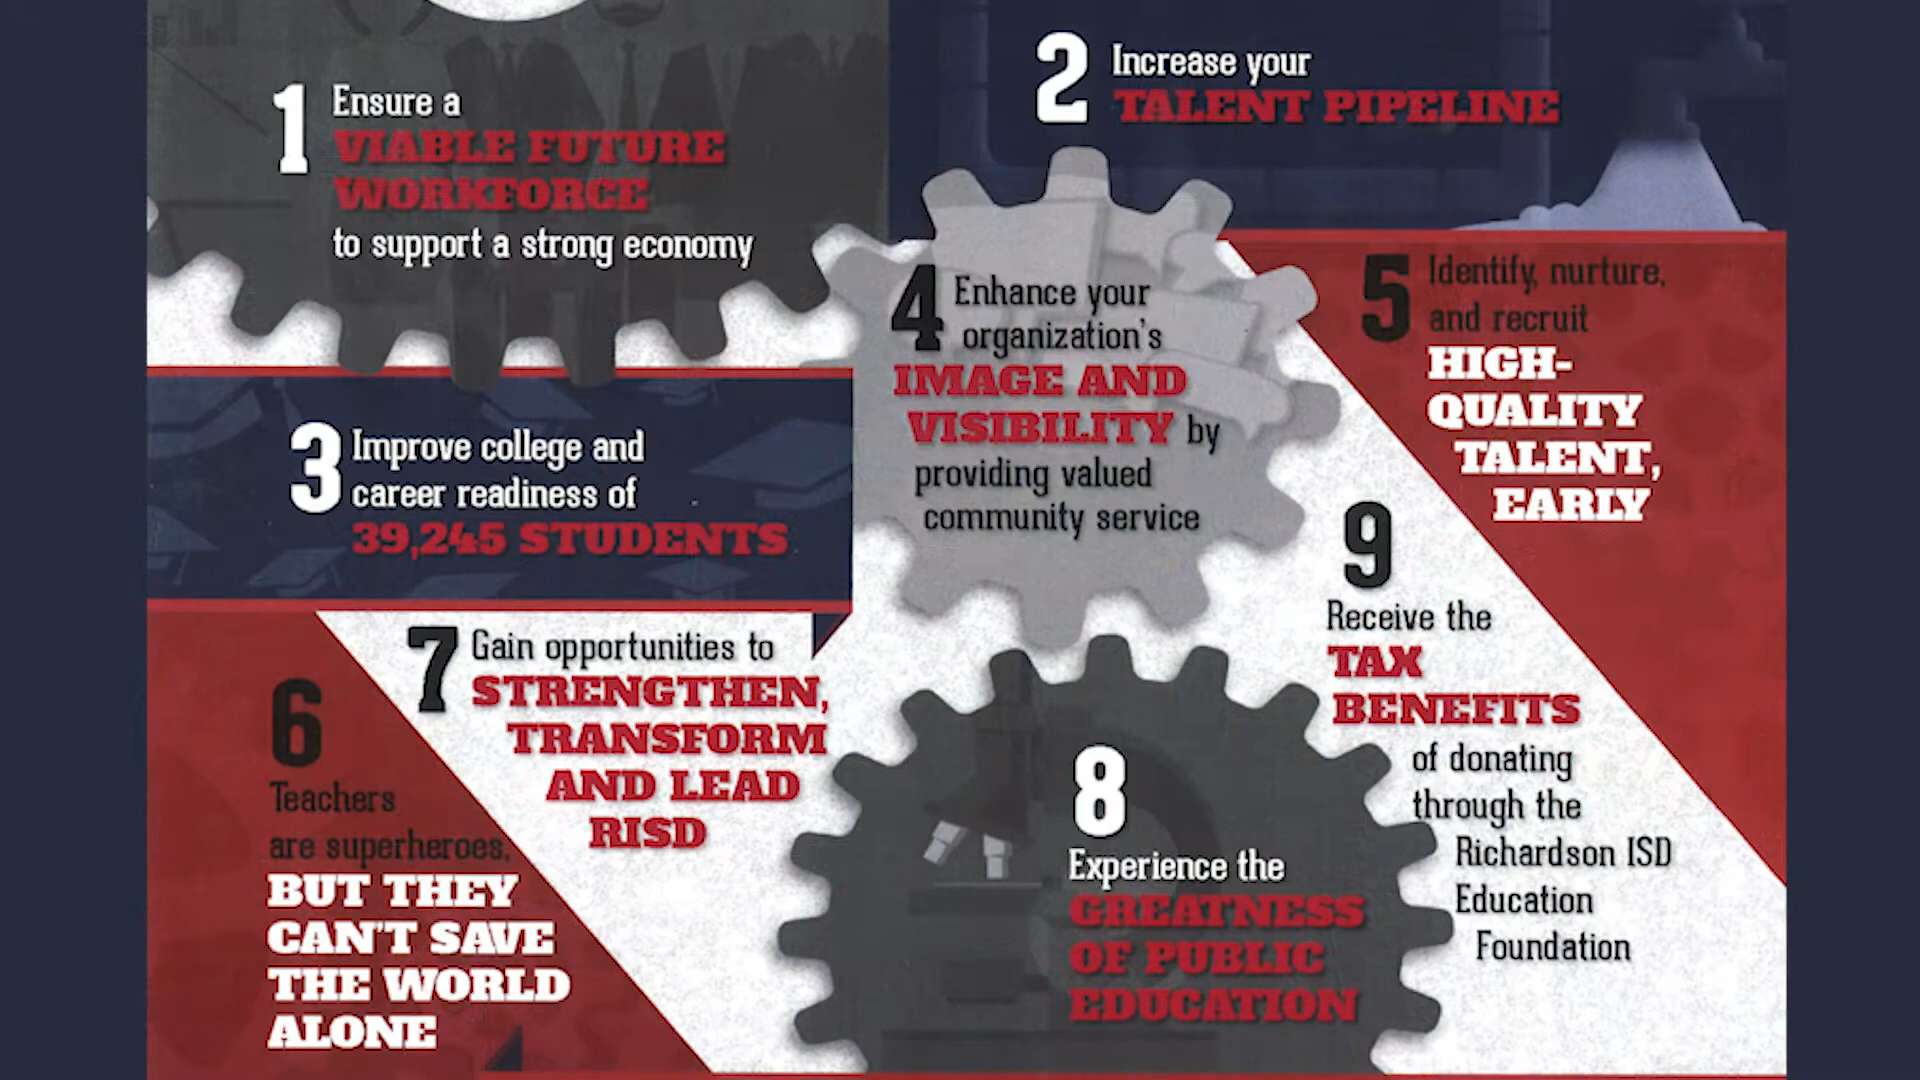 1
Ensure a
VIABLE FUTURE
WORKFORCE
to support a strong economy
2
Increase your
TALENT PIPELINE
3
Improve college and
career readiness of
39,245 STUDENTS
4
Enhance your
organization's
IMAGE AND
VISIBILITY by
providing valued
community service
5
Identify, nurture,
and recruit
HIGH-
QUALITY
TALENT,
EARLY
6
Teachers
are superheroes,
BUT THEY
CAN'T SAVE
THE WORLD
ALONE
7
Gain opportunities to
STRENGTHEN,
TRANSFORM
AND LEAD
RISD
8
Experience the
GREATNESS
OF PUBLIC
EDUCATION
9
Receive the
TAX
BENEFITS
of donating
through the
Richardson ISD
Education
Foundation